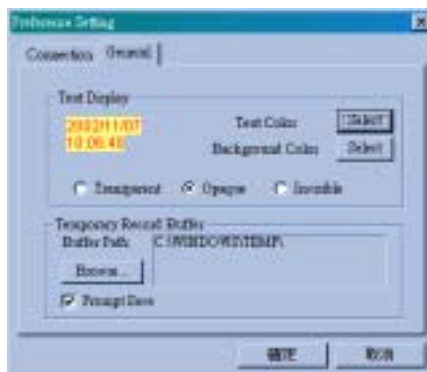 Preference Setting
Connection General
Text Display
2002/11/07
10:06:48
Text Color Select
Background Color Select
Transparent Opaque Invisible
Temporary Record Buffer
Buffer Path: C:\WINDOWS\TEMP\
Browse...
Prompt Save
確定 取消